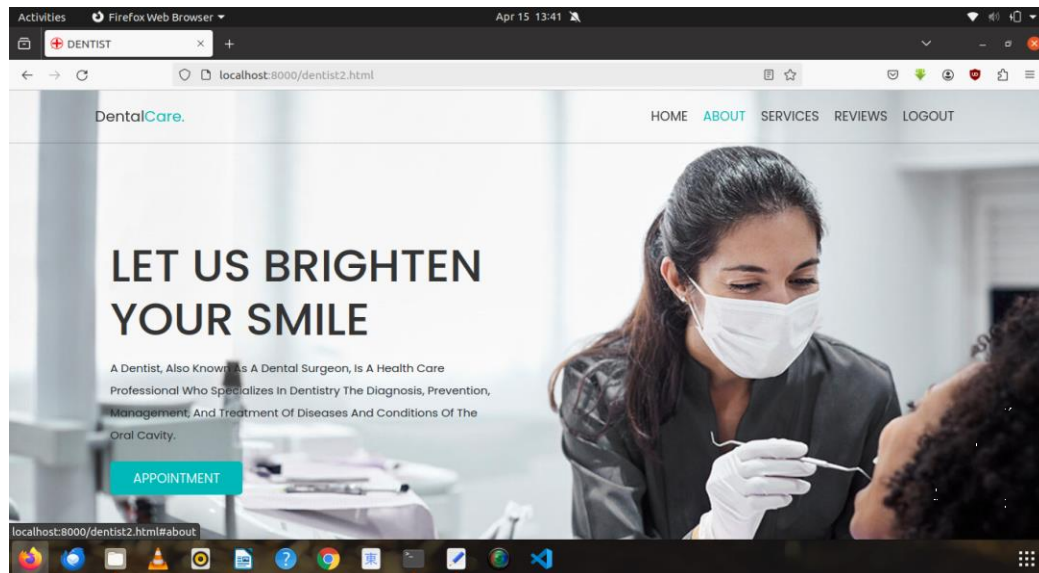 Activities Firefox Web Browser Apr 15 13:41
DENTIST
localhost:8000/dentist2.html
DentalCare. HOME ABOUT SERVICES REVIEWS LOGOUT
LET US BRIGHTEN
YOUR SMILE
A Dentist, Also Known As A Dental Surgeon, Is A Health Care
Professional Who Specializes In Dentistry The Diagnosis, Prevention,
Management, And Treatment Of Diseases And Conditions Of The
Oral Cavity.
APPOINTMENT
localhost:8000/dentist2.html#about
東